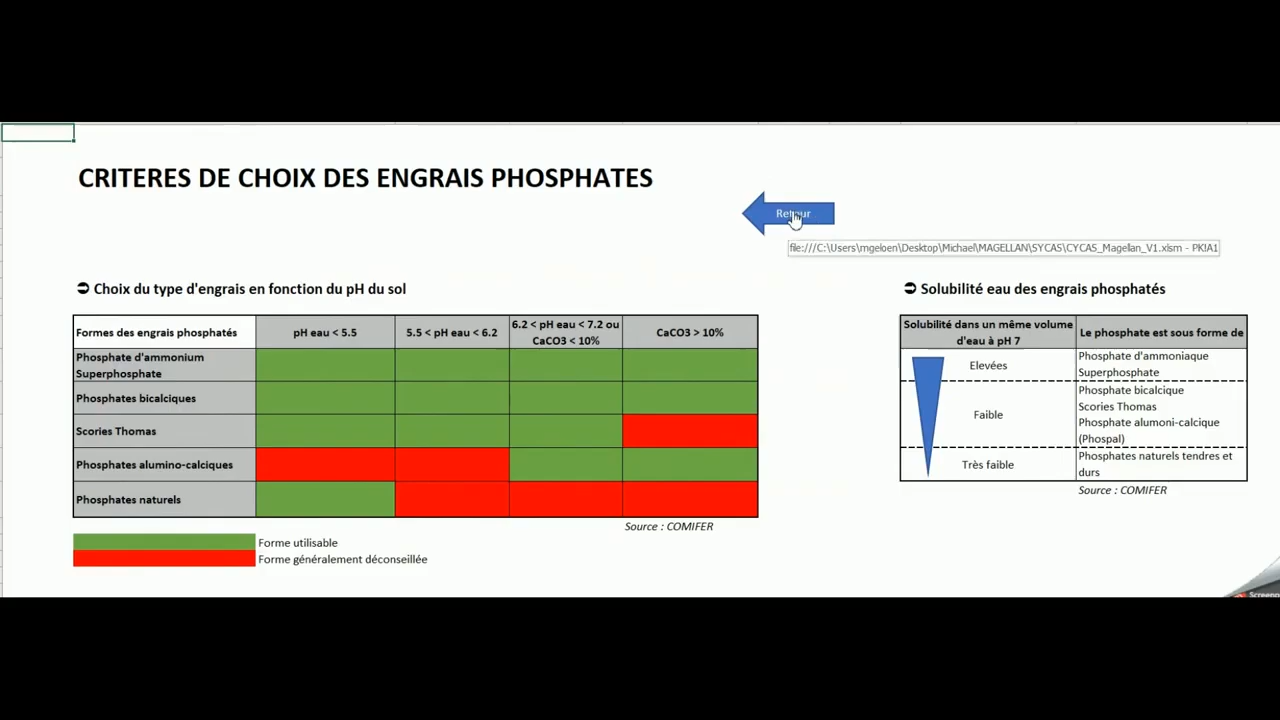 CRITERES DE CHOIX DES ENGRAIS PHOSPHATES
Retour
file:///C:\Users\mgeloen\Desktop\Michael\MAGELLAN\SYCAS\CYCAS_Magellan_V1.xlsm - PK!A1
Choix du type d'engrais en fonction du pH du sol
Formes des engrais phosphatés
pH eau < 5.5
5.5 < pH eau < 6.2
6.2 < pH eau < 7.2 ou
CaCO3 < 10%
CaCO3 > 10%
Phosphate d'ammonium
Superphosphate
Phosphates bicalciques
Scories Thomas
Phosphates alumino-calciques
Phosphates naturels
Source : COMIFER
Forme utilisable
Forme généralement déconseillée
Solubilité eau des engrais phosphatés
Solubilité dans un même volume
d'eau à pH 7
Le phosphate est sous forme de
Elevées
Phosphate d'ammoniaque
Superphosphate
Faible
Phosphate bicalcique
Scories Thomas
Phosphate alumoni-calcique
(Phospal)
Très faible
Phosphates naturels tendres et
durs
Source : COMIFER